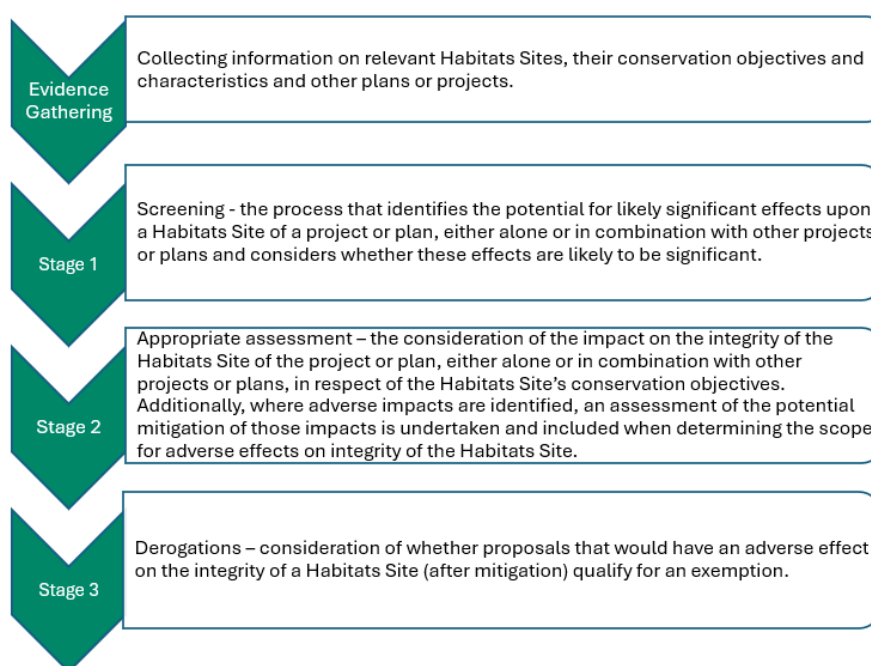 Evidence
Gathering
Collecting information on relevant Habitats Sites, their conservation objectives and
characteristics and other plans or projects.
Stage 1
Screening - the process that identifies the potential for likely significant effects upon
a Habitats Site of a project or plan, either alone or in combination with other projects
or plans and considers whether these effects are likely to be significant.
Stage 2
Appropriate assessment – the consideration of the impact on the integrity of the
Habitats Site of the project or plan, either alone or in combination with other
projects or plans, in respect of the Habitats Site’s conservation objectives.
Additionally, where adverse impacts are identified, an assessment of the potential
mitigation of those impacts is undertaken and included when determining the scope
for adverse effects on integrity of the Habitats Site.
Stage 3
Derogations – consideration of whether proposals that would have an adverse effect
on the integrity of a Habitats Site (after mitigation) qualify for an exemption.